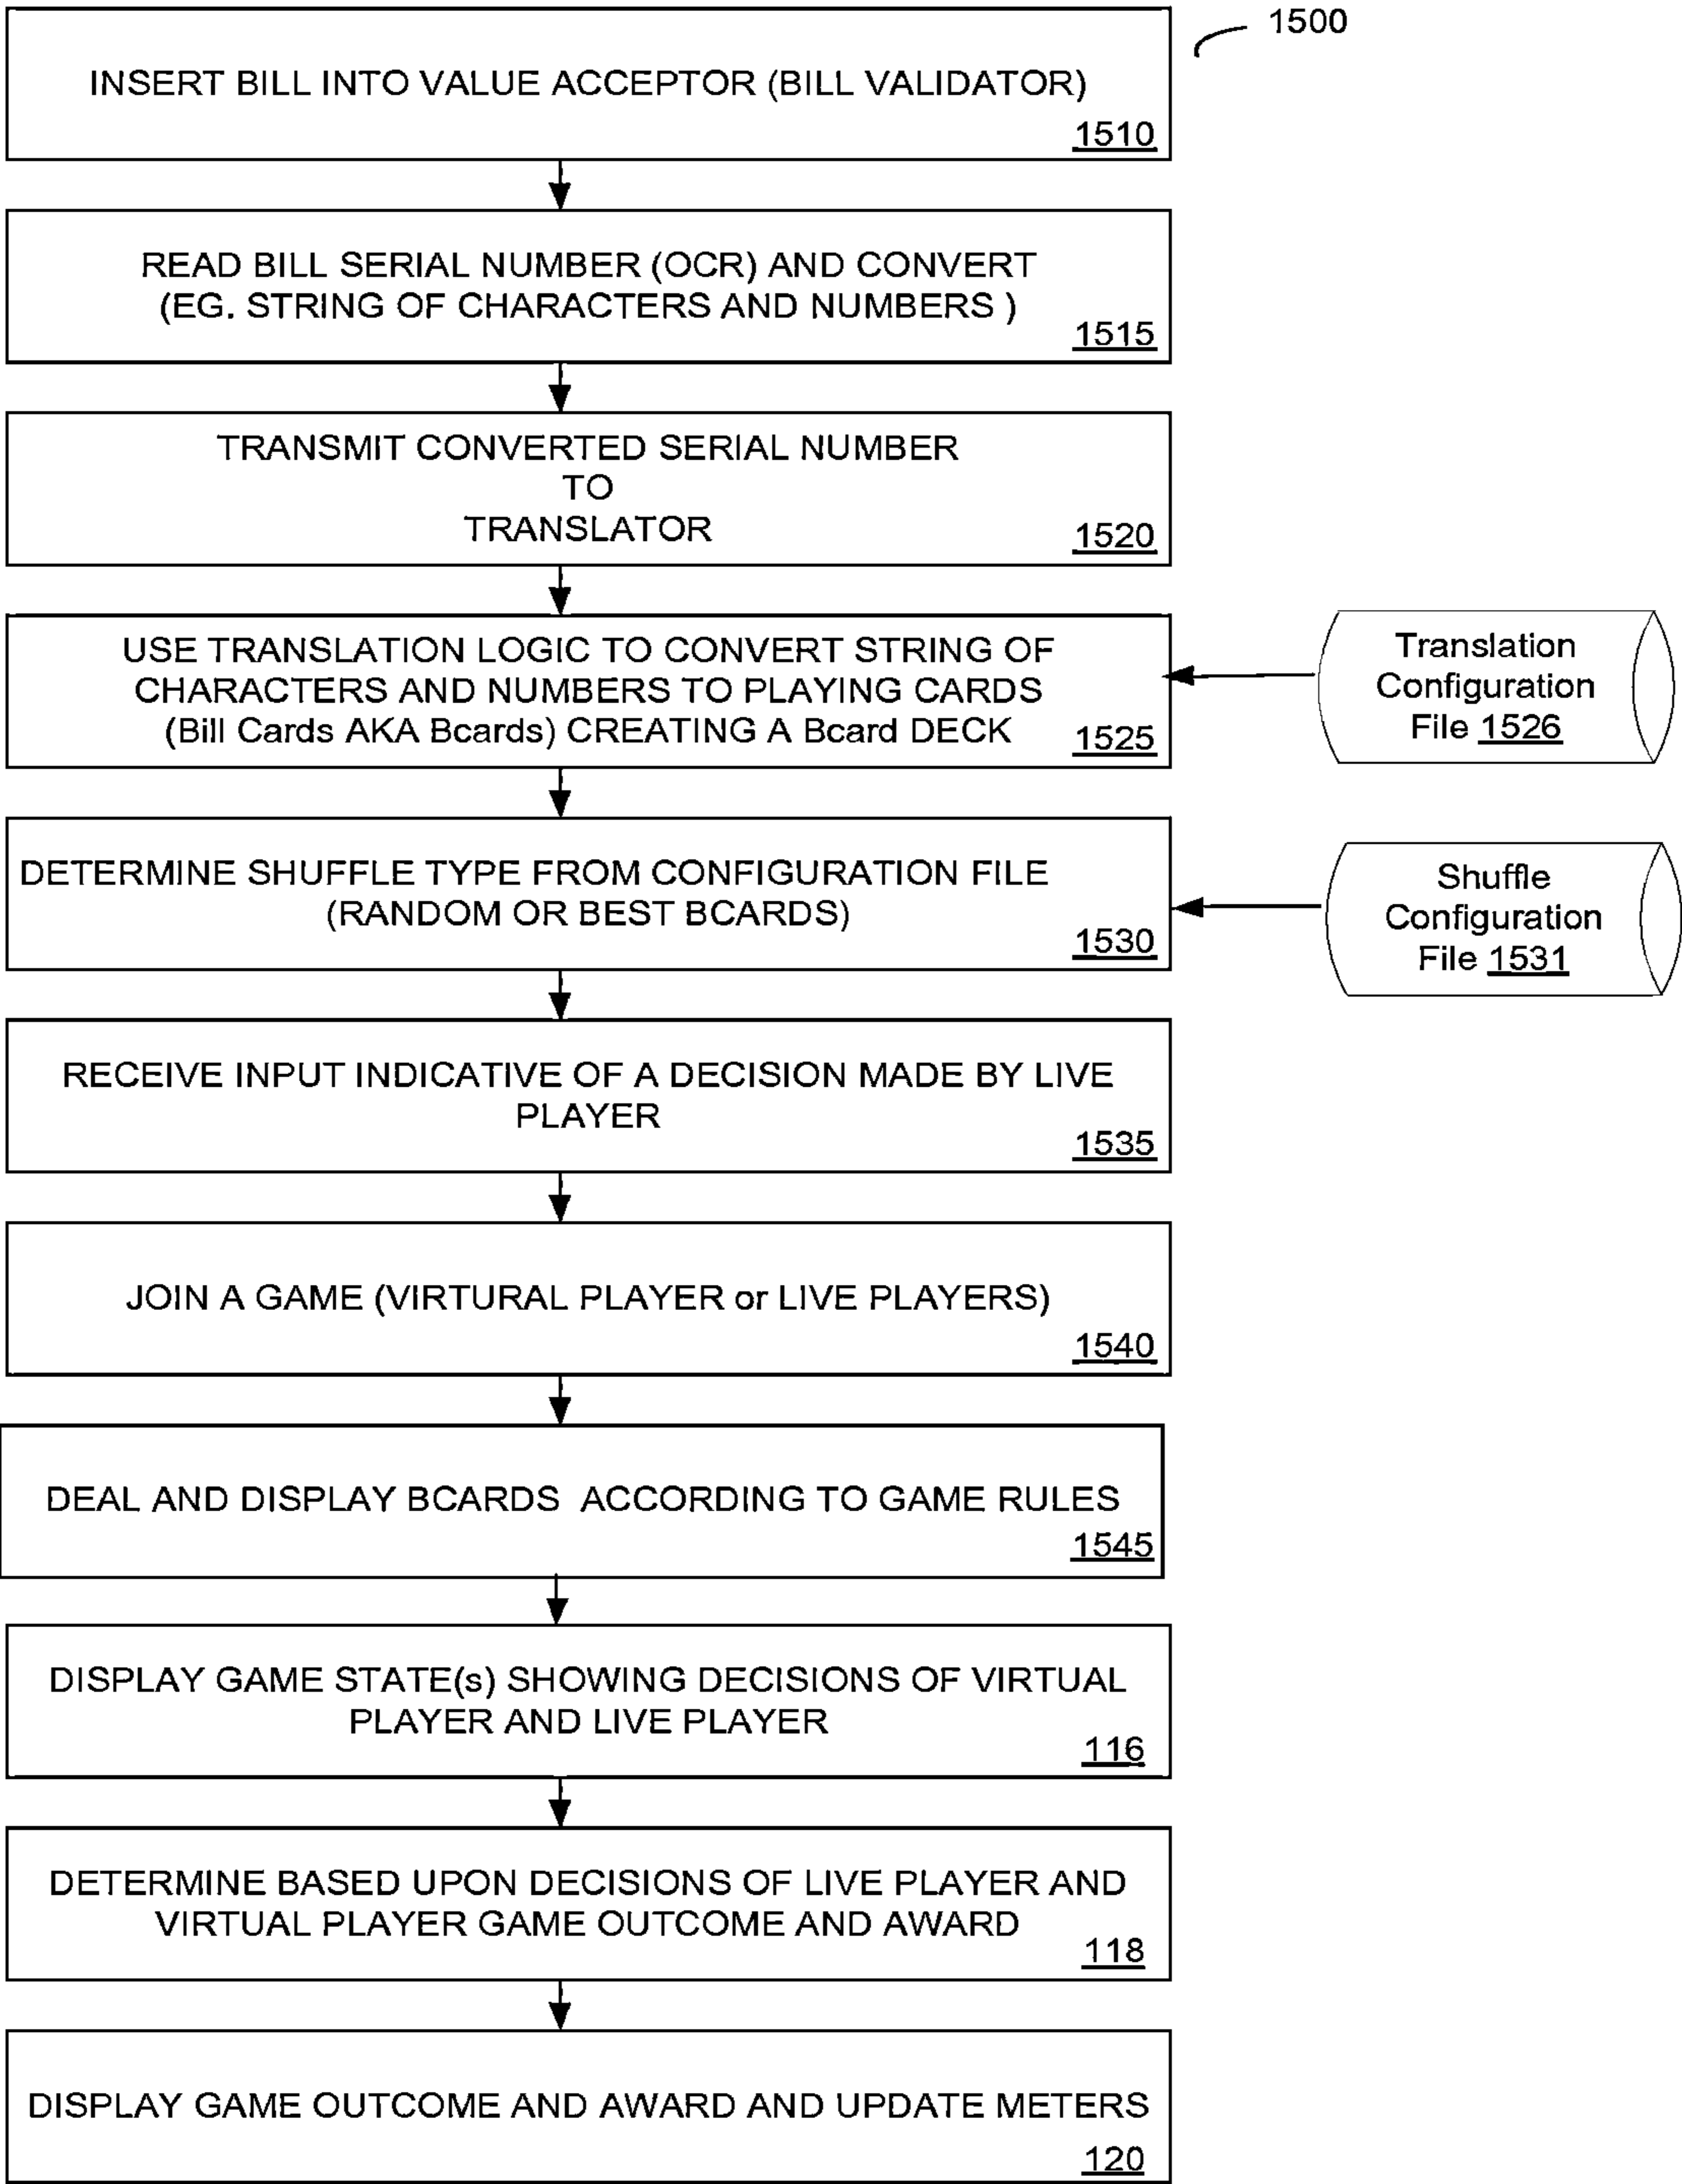 1500
INSERT BILL INTO VALUE ACCEPTOR (BILL VALIDATOR)
1510
READ BILL SERIAL NUMBER (OCR) AND CONVERT
(EG. STRING OF CHARACTERS AND NUMBERS )
1515
TRANSMIT CONVERTED SERIAL NUMBER
TO
TRANSLATOR
1520
USE TRANSLATION LOGIC TO CONVERT STRING OF
CHARACTERS AND NUMBERS TO PLAYING CARDS
(Bill Cards AKA Bcards) CREATING A Bcard DECK
1525
Translation
Configuration
File 1526
DETERMINE SHUFFLE TYPE FROM CONFIGURATION FILE
(RANDOM OR BEST BCARDS)
1530
Shuffle
Configuration
File 1531
RECEIVE INPUT INDICATIVE OF A DECISION MADE BY LIVE
PLAYER
1535
JOIN A GAME (VIRTURAL PLAYER or LIVE PLAYERS)
1540
DEAL AND DISPLAY BCARDS ACCORDING TO GAME RULES
1545
DISPLAY GAME STATE(s) SHOWING DECISIONS OF VIRTUAL
PLAYER AND LIVE PLAYER
116
DETERMINE BASED UPON DECISIONS OF LIVE PLAYER AND
VIRTUAL PLAYER GAME OUTCOME AND AWARD
118
DISPLAY GAME OUTCOME AND AWARD AND UPDATE METERS
120